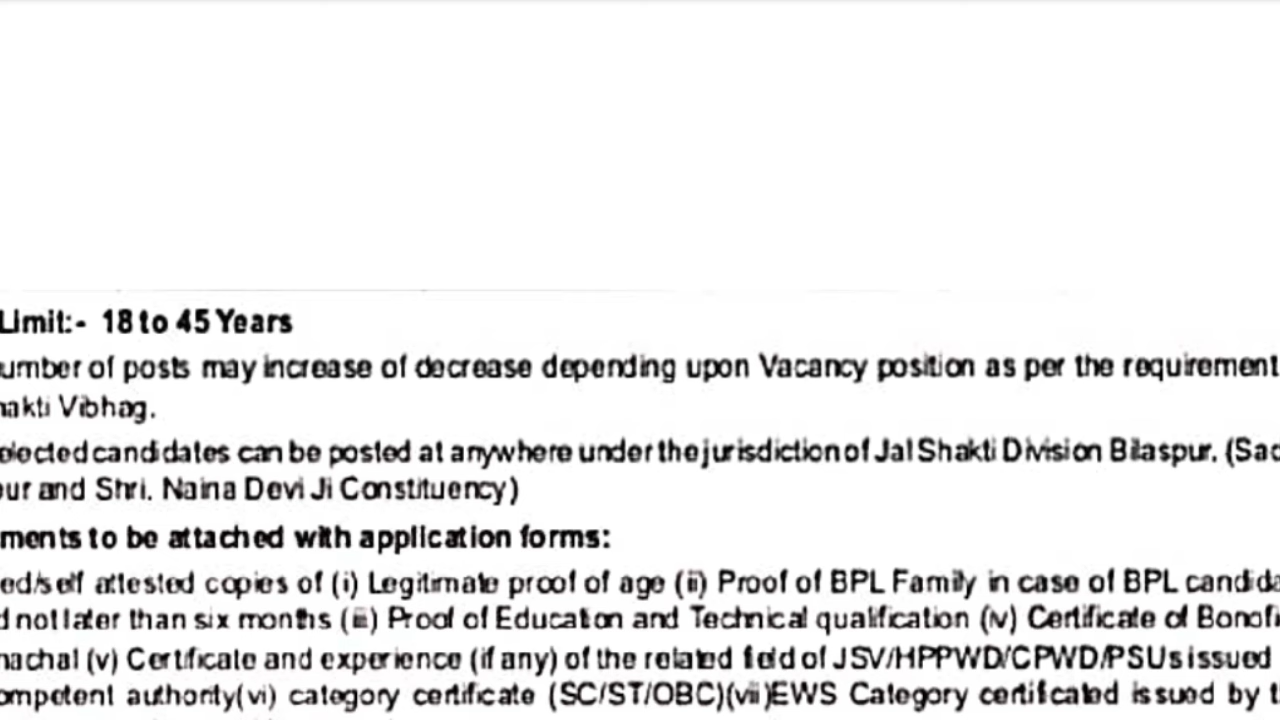 Limit:- 18 to 45 Years
umber of posts may increase of decrease depending upon Vacancy position as per the requirement
hakti Vibhag.
elected candidates can be posted at anywhere under the jurisdiction of Jal Shakti Division Bilaspur. (Sad
pur and Shri. Naina Devi Ji Constituency)
ments to be attached with application forms:
ed/self attested copies of (i) Legitimate proof of age (ii) Proof of BPL Family in case of BPL candida
d not later than six months (iii) Proof of Education and Technical qualification (iv) Certificate of Bonafi
machal (v) Certificate and experience (if any) of the related field of JSV/HPPWD/CPWD/PSUs issued
ompetent authority(vi) category certificate (SC/ST/OBC)(vii)EWS Category certificated issued by t